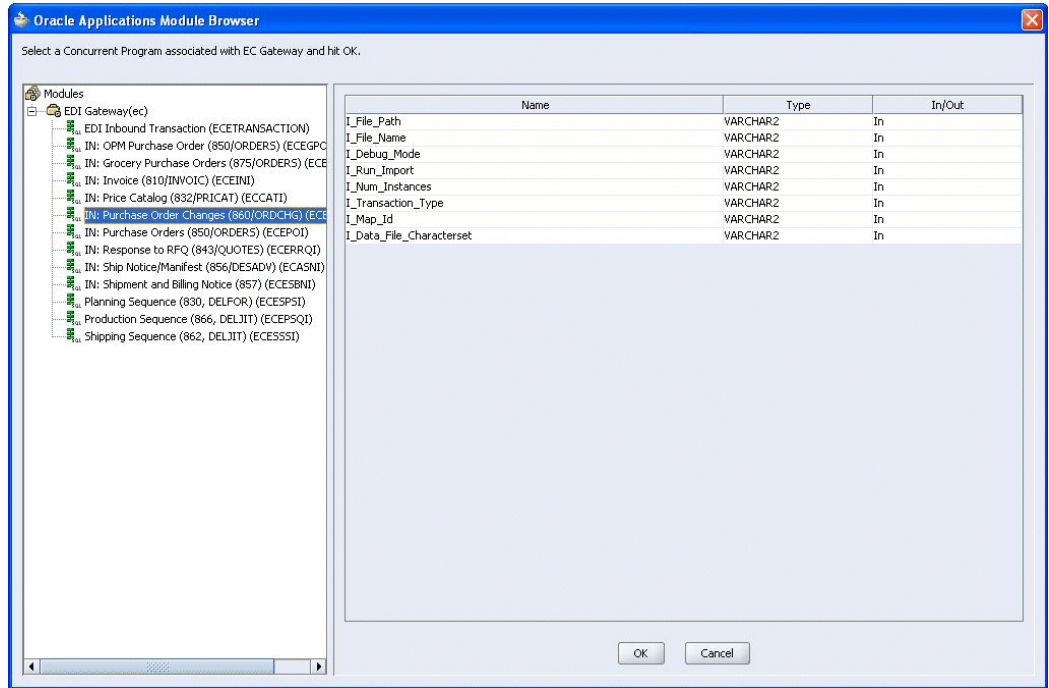 Oracle Applications Module Browser
Select a Concurrent Program associated with EC Gateway and hit OK.
Modules
EDI Gateway(ec)
EDI Inbound Transaction (ECETRANSACTION)
IN: OPM Purchase Order (850/ORDERS) (ECEGPO
IN: Grocery Purchase Orders (875/ORDERS) (ECE
IN: Invoice (810/INVOIC) (ECEINI)
IN: Price Catalog (832/PRICAT) (ECCATI)
IN: Purchase Order Changes (860/ORDCHG) (ECE
IN: Purchase Orders (850/ORDERS) (ECEPOI)
IN: Response to RFQ (843/QUOTES) (ECERRQI)
IN: Ship Notice/Manifest (856/DESADV) (ECASNI)
IN: Shipment and Billing Notice (857) (ECESBNI)
Planning Sequence (830, DELFOR) (ECESPSI)
Production Sequence (866, DELJIT) (ECEPSQI)
Shipping Sequence (862, DELJIT) (ECESSSI)
Name Type In/Out
I_File_Path VARCHAR2 In
I_File_Name VARCHAR2 In
I_Debug_Mode VARCHAR2 In
I_Run_Import VARCHAR2 In
I_Num_Instances VARCHAR2 In
I_Transaction_Type VARCHAR2 In
I_Map_Id VARCHAR2 In
I_Data_File_Characterset VARCHAR2 In
OK Cancel